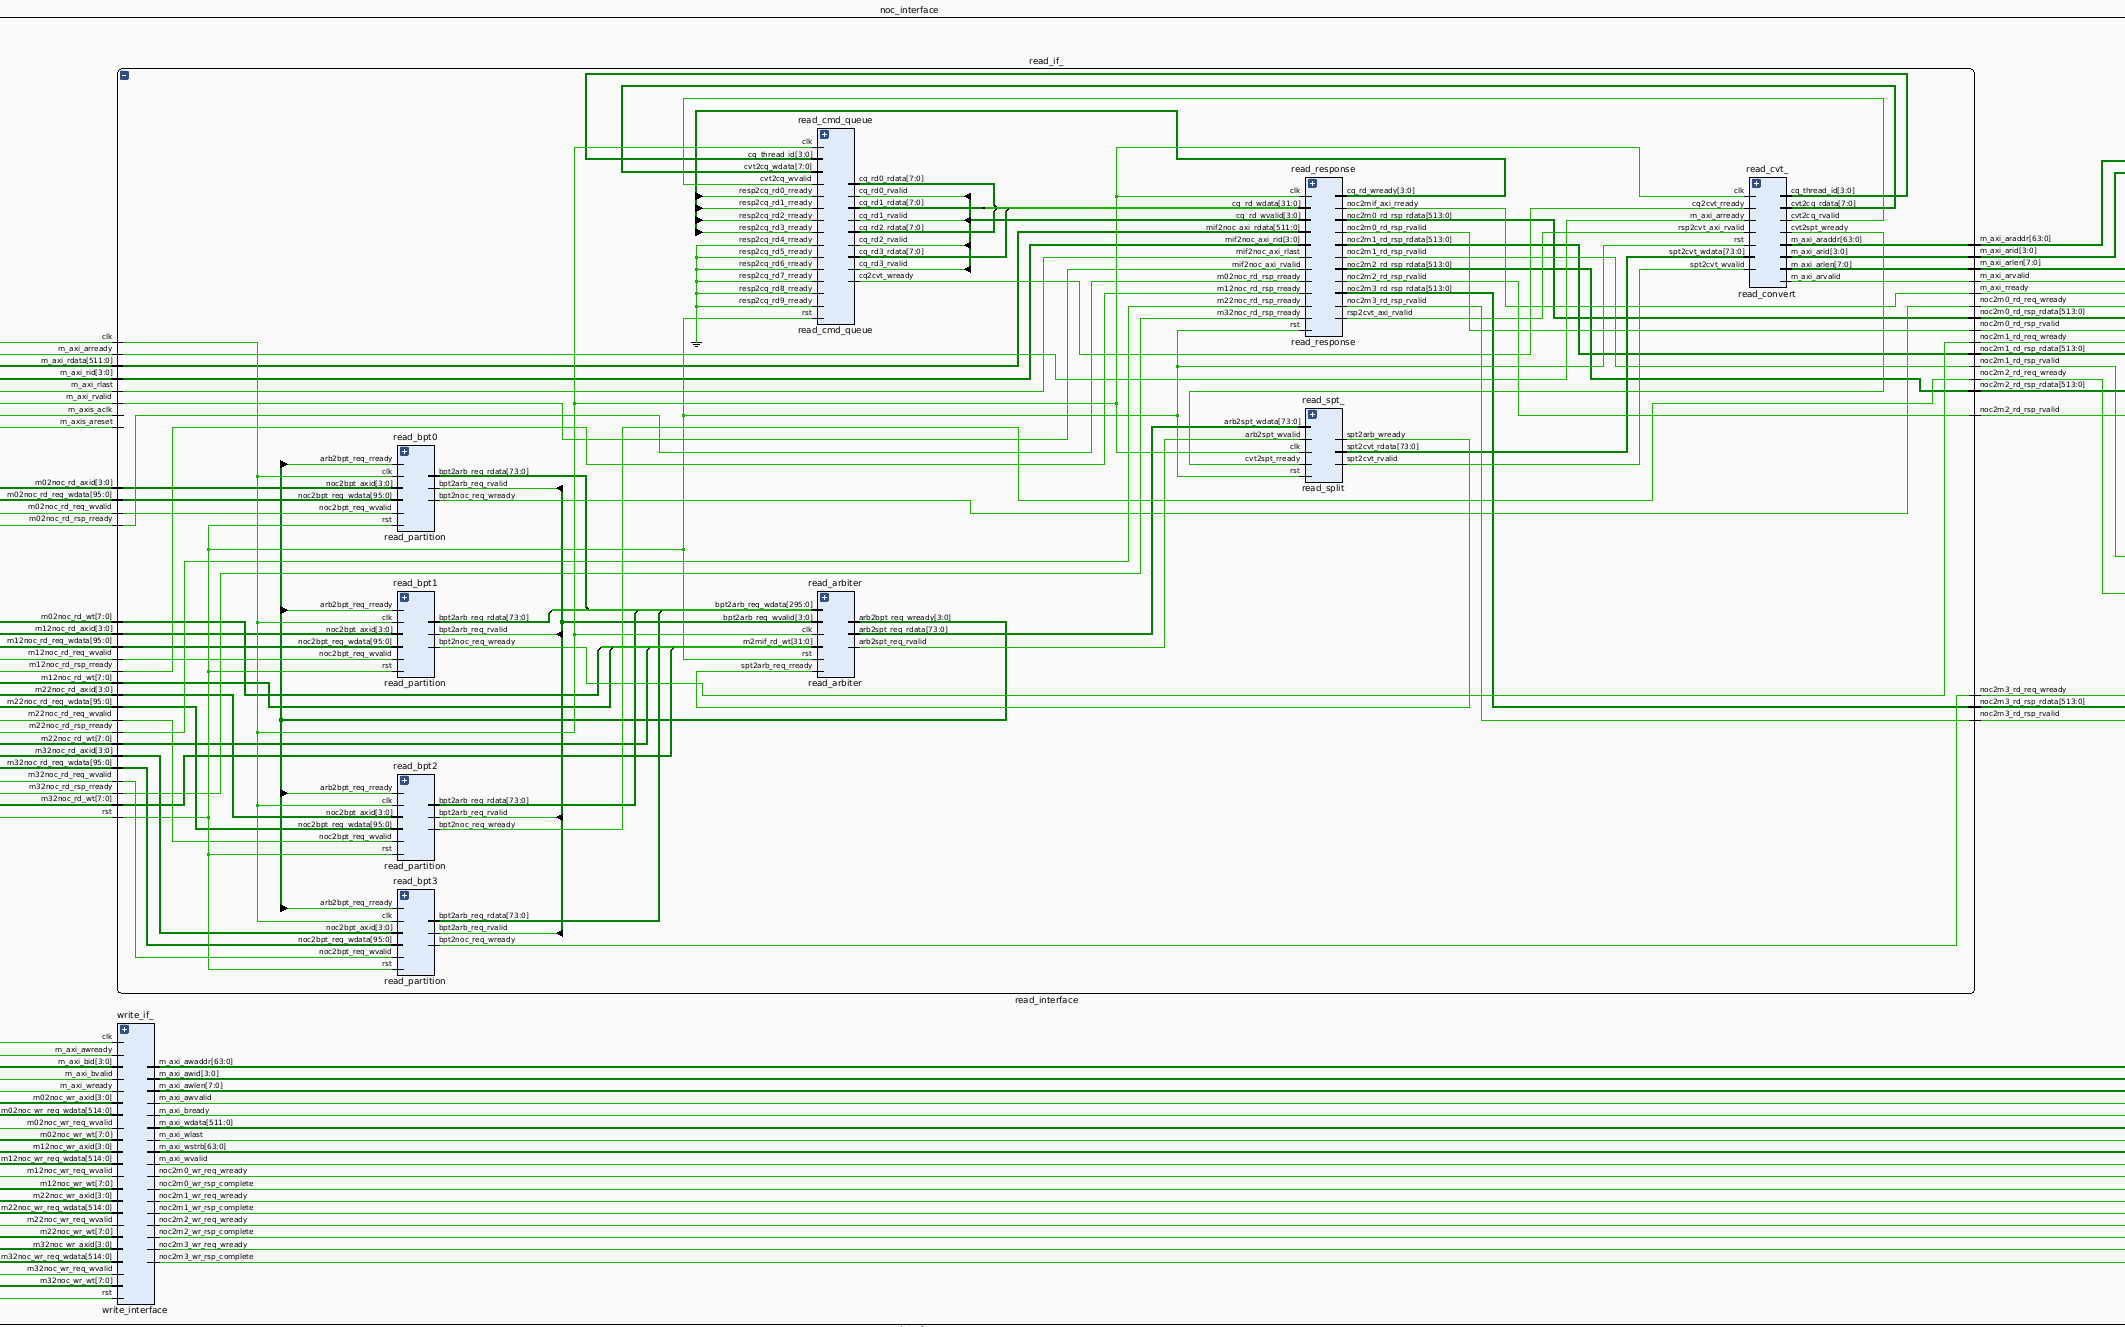 noc_interface
read_if_
read_cmd_queue
clk
cq_thread_id[3:0]
cvt2cq_wdata[7:0]
cvt2cq_wvalid
resp2cq_rd0_rready
resp2cq_rd1_rready
resp2cq_rd2_rready
resp2cq_rd3_rready
resp2cq_rd4_rready
resp2cq_rd5_rready
resp2cq_rd6_rready
resp2cq_rd7_rready
resp2cq_rd8_rready
resp2cq_rd9_rready
rst
cq_rd0_rdata[7:0]
cq_rd0_rvalid
cq_rd1_rdata[7:0]
cq_rd1_rvalid
cq_rd2_rdata[7:0]
cq_rd2_rvalid
cq_rd3_rdata[7:0]
cq_rd3_rvalid
cq2cvt_wready
read_cmd_queue
read_response
clk
cq_rd_wdata[31:0]
cq_rd_wvalid[3:0]
mif2noc_axi_rdata[511:0]
mif2noc_axi_rid[3:0]
mif2noc_axi_rlast
mif2noc_axi_rvalid
m02noc_rd_rsp_rready
m12noc_rd_rsp_rready
m22noc_rd_rsp_rready
m32noc_rd_rsp_rready
rst
cq_rd_wready[3:0]
noc2mif_axi_rready
noc2m0_rd_rsp_rdata[513:0]
noc2m0_rd_rsp_rvalid
noc2m1_rd_rsp_rdata[513:0]
noc2m1_rd_rsp_rvalid
noc2m2_rd_rsp_rdata[513:0]
noc2m2_rd_rsp_rvalid
noc2m3_rd_rsp_rdata[513:0]
noc2m3_rd_rsp_rvalid
rsp2cvt_axi_rvalid
read_response
read_cvt_
clk
cq2cvt_rready
m_axi_arready
rsp2cvt_axi_rvalid
rst
spt2cvt_wdata[73:0]
spt2cvt_wvalid
cq_thread_id[3:0]
cvt2cq_rdata[7:0]
cvt2cq_rvalid
cvt2spt_wready
m_axi_araddr[63:0]
m_axi_arid[3:0]
m_axi_arlen[7:0]
m_axi_arvalid
read_convert
m_axi_araddr[63:0]
m_axi_arid[3:0]
m_axi_arlen[7:0]
m_axi_arvalid
m_axi_rready
noc2m0_rd_req_wready
noc2m0_rd_rsp_rdata[513:0]
noc2m0_rd_rsp_rvalid
noc2m1_rd_req_wready
noc2m1_rd_rsp_rdata[513:0]
noc2m1_rd_rsp_rvalid
noc2m2_rd_req_wready
noc2m2_rd_rsp_rdata[513:0]
noc2m2_rd_rsp_rvalid
noc2m3_rd_req_wready
noc2m3_rd_rsp_rdata[513:0]
noc2m3_rd_rsp_rvalid
clk
m_axi_arready
m_axi_rdata[511:0]
m_axi_rid[3:0]
m_axi_rlast
m_axi_rvalid
m_axis_aclk
m_axis_areset
m02noc_rd_axid[3:0]
m02noc_rd_req_wdata[95:0]
m02noc_rd_req_wvalid
m02noc_rd_rsp_rready
m02noc_rd_wt[7:0]
m12noc_rd_axid[3:0]
m12noc_rd_req_wdata[95:0]
m12noc_rd_req_wvalid
m12noc_rd_rsp_rready
m12noc_rd_wt[7:0]
m22noc_rd_axid[3:0]
m22noc_rd_req_wdata[95:0]
m22noc_rd_req_wvalid
m22noc_rd_rsp_rready
m22noc_rd_wt[7:0]
m32noc_rd_axid[3:0]
m32noc_rd_req_wdata[95:0]
m32noc_rd_req_wvalid
m32noc_rd_rsp_rready
m32noc_rd_wt[7:0]
rst
read_spt_
arb2spt_wdata[73:0]
arb2spt_wvalid
clk
cvt2spt_rready
rst
spt2arb_wready
spt2cvt_rdata[73:0]
spt2cvt_rvalid
read_split
read_bpt0
arb2bpt_req_rready
clk
noc2bpt_axid[3:0]
noc2bpt_req_wdata[95:0]
noc2bpt_req_wvalid
rst
bpt2arb_req_rdata[73:0]
bpt2arb_req_rvalid
bpt2noc_req_wready
read_partition
read_bpt1
arb2bpt_req_rready
clk
noc2bpt_axid[3:0]
noc2bpt_req_wdata[95:0]
noc2bpt_req_wvalid
rst
bpt2arb_req_rdata[73:0]
bpt2arb_req_rvalid
bpt2noc_req_wready
read_partition
read_arbiter
bpt2arb_req_wdata[295:0]
bpt2arb_req_wvalid[3:0]
clk
m2mif_rd_wt[31:0]
rst
spt2arb_req_rready
arb2bpt_req_wready[3:0]
arb2spt_req_rdata[73:0]
arb2spt_req_rvalid
read_arbiter
read_bpt2
arb2bpt_req_rready
clk
noc2bpt_axid[3:0]
noc2bpt_req_wdata[95:0]
noc2bpt_req_wvalid
rst
bpt2arb_req_rdata[73:0]
bpt2arb_req_rvalid
bpt2noc_req_wready
read_partition
read_bpt3
arb2bpt_req_rready
clk
noc2bpt_axid[3:0]
noc2bpt_req_wdata[95:0]
noc2bpt_req_wvalid
rst
bpt2arb_req_rdata[73:0]
bpt2arb_req_rvalid
bpt2noc_req_wready
read_partition
read_interface
write_if_
clk
m_axi_awready
m_axi_bid[3:0]
m_axi_bvalid
m_axi_wready
m02noc_wr_axid[3:0]
m02noc_wr_req_wdata[514:0]
m02noc_wr_req_wvalid
m02noc_wr_wt[7:0]
m12noc_wr_axid[3:0]
m12noc_wr_req_wdata[514:0]
m12noc_wr_req_wvalid
m12noc_wr_wt[7:0]
m22noc_wr_axid[3:0]
m22noc_wr_req_wdata[514:0]
m22noc_wr_req_wvalid
m22noc_wr_wt[7:0]
m32noc_wr_axid[3:0]
m32noc_wr_req_wdata[514:0]
m32noc_wr_req_wvalid
m32noc_wr_wt[7:0]
rst
m_axi_awaddr[63:0]
m_axi_awid[3:0]
m_axi_awlen[7:0]
m_axi_awvalid
m_axi_bready
m_axi_wdata[511:0]
m_axi_wlast
m_axi_wstrb[63:0]
m_axi_wvalid
noc2m0_wr_req_wready
noc2m0_wr_rsp_complete
noc2m1_wr_req_wready
noc2m1_wr_rsp_complete
noc2m2_wr_req_wready
noc2m2_wr_rsp_complete
noc2m3_wr_req_wready
noc2m3_wr_rsp_complete
write_interface